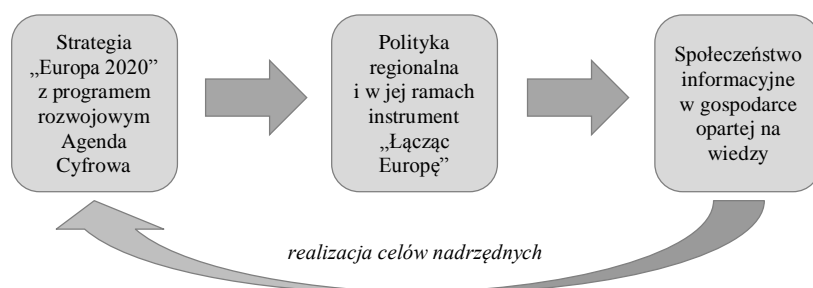 Strategia
„Europa 2020”
z programem
rozwojowym
Agenda
Cyfrowa
Polityka
regionalna
i w jej ramach
instrument
„Łącząc
Europę”
Społeczeństwo
informacyjne
w gospodarce
opartej na
wiedzy
realizacja celów nadrzędnych